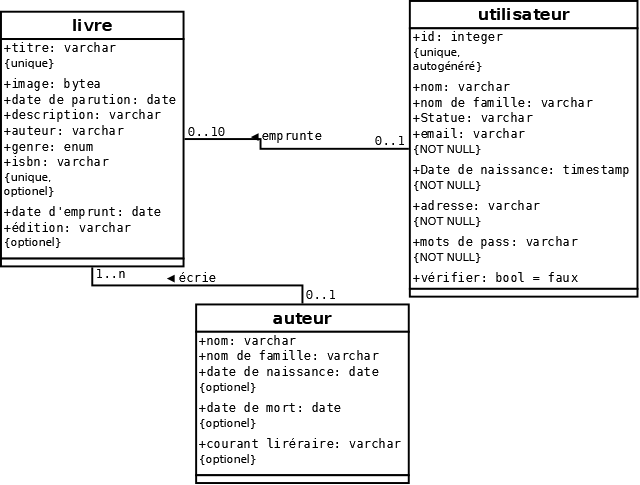 livre
+titre: varchar
{unique}
+image: bytea
+date de parution: date
+description: varchar
+auteur: varchar
+genre: enum
+isbn: varchar
{unique,
optionel}
+date d'emprunt: date
+édition: varchar
{optionel}
0..10
◄emprunte
0..1
utilisateur
+id: integer
{unique,
autogénéré}
+nom: varchar
+nom de famille: varchar
+Statue: varchar
+email: varchar
{NOT NULL}
+Date de naissance: timestamp
{NOT NULL}
+adresse: varchar
{NOT NULL}
+mots de pass: varchar
{NOT NULL}
+vérifier: bool = faux
1..n
◄ écrie
0..1
auteur
+nom: varchar
+nom de famille: varchar
+date de naissance: date
{optionel}
+date de mort: date
{optionel}
+courant liréraire: varchar
{optionel}